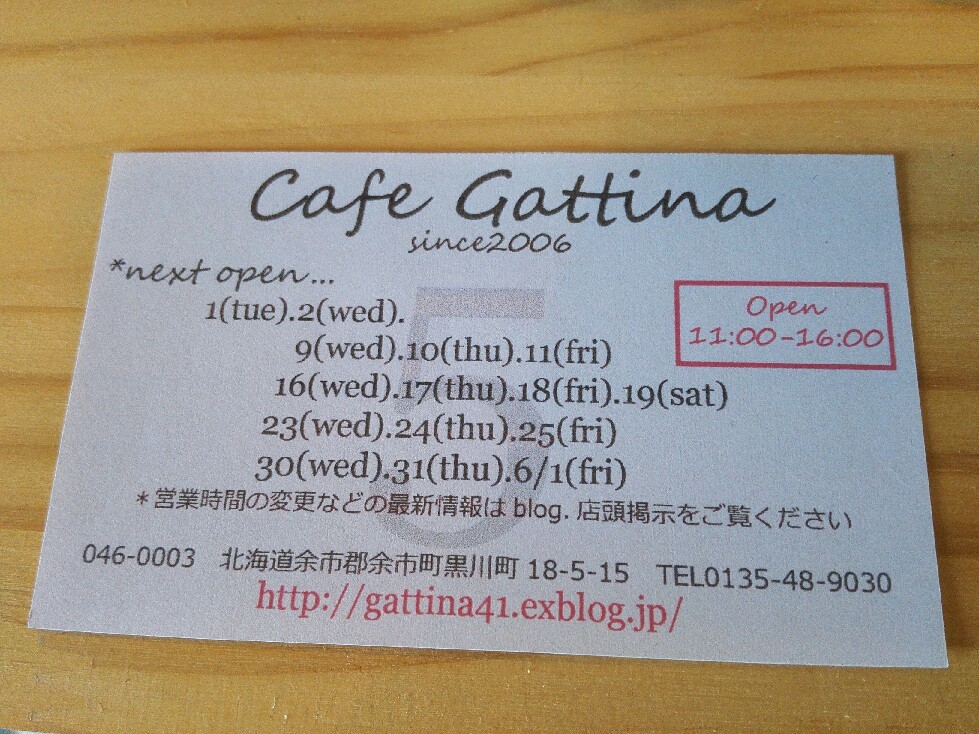 Cafe Gattina
since2006
*next open...
5
1(tue).2(wed).
Open
11:00-16:00
9(wed).10(thu).11(fri)
16(wed).17(thu).18(fri).19(sat)
23(wed).24(thu).25(fri)
30(wed).31(thu).6/1(fri)
*営業時間の変更などの最新情報は blog. 店頭掲示をご覧ください
046-0003 北海道余市郡余市町黒川町 18-5-15 TEL0135-48-9030
http://gattina41.exblog.jp/